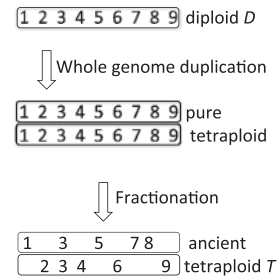 1 2 3 4 5 6 7 8 9 diploid D
Whole genome duplication
1 2 3 4 5 6 7 8 9 pure
1 2 3 4 5 6 7 8 9 tetraploid
Fractionation
1 3 5 7 8 ancient
2 3 4 6 9 tetraploid T